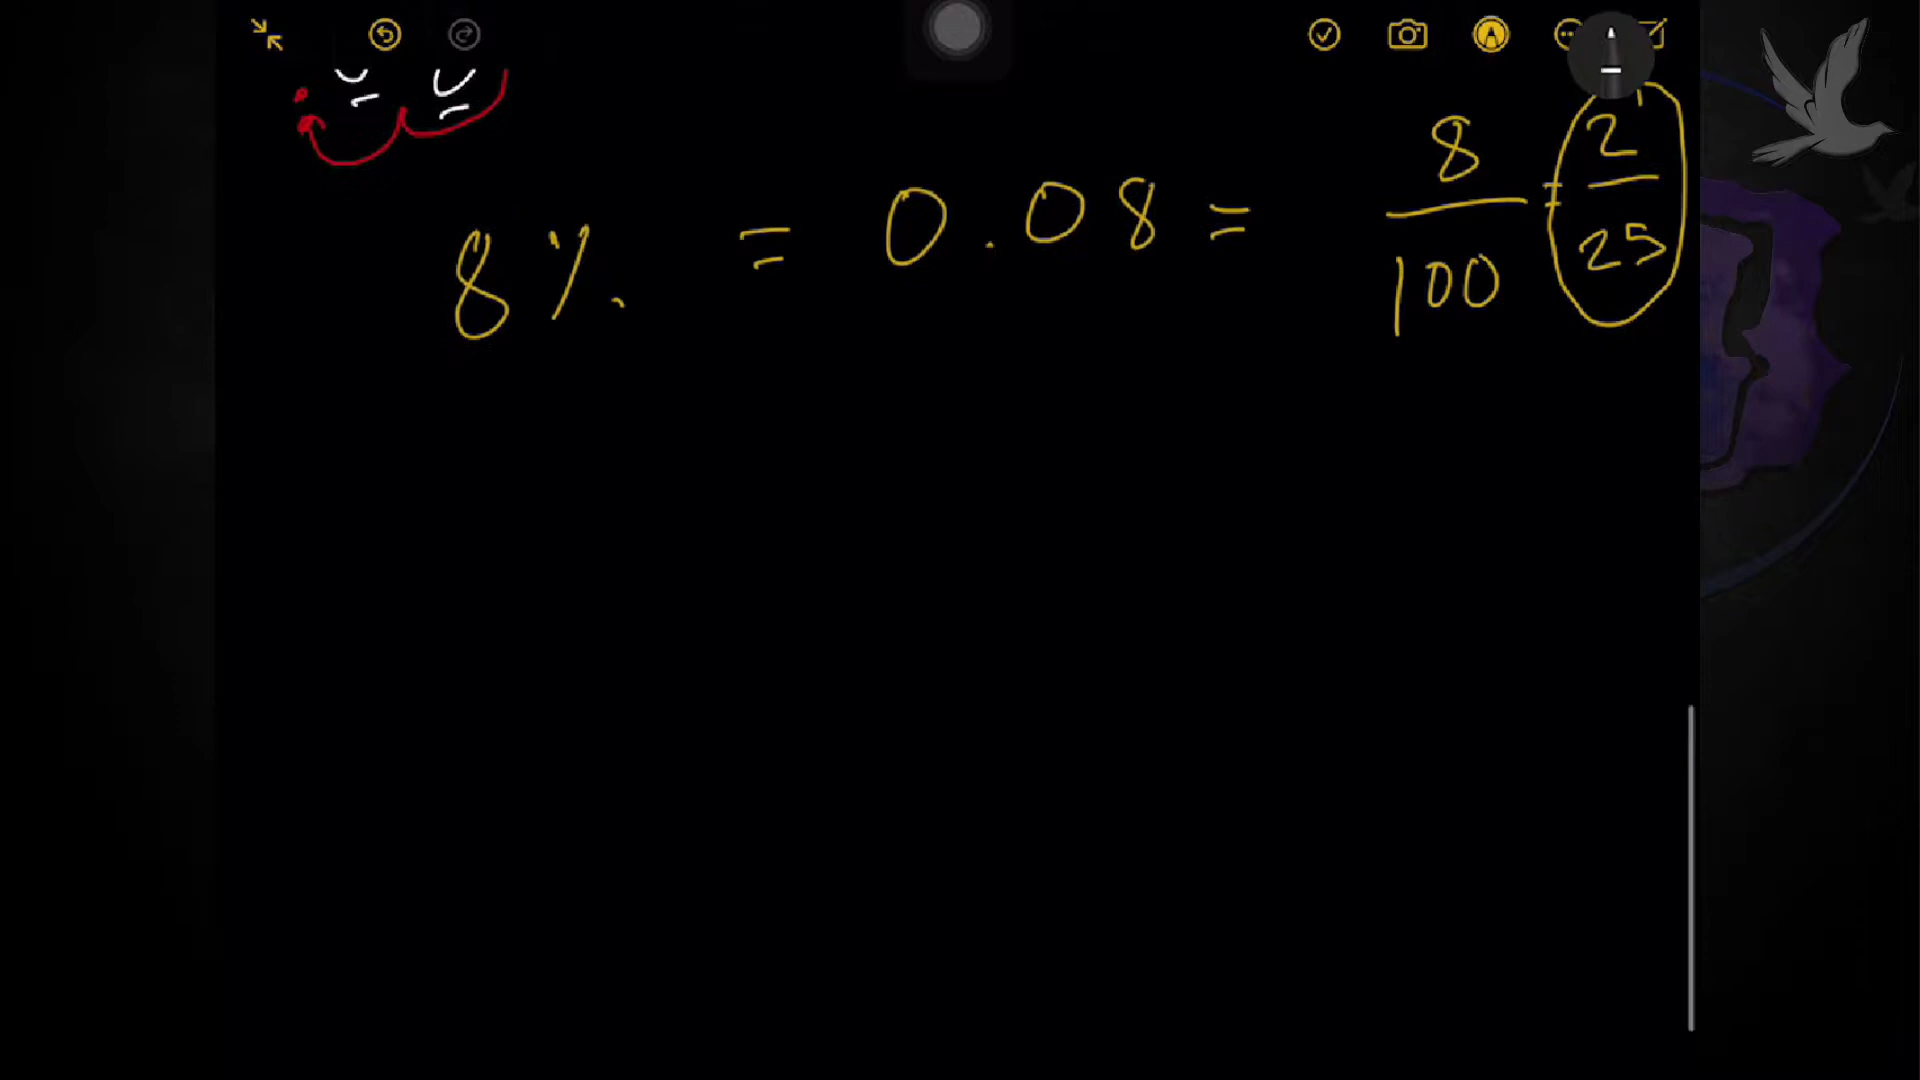 8% = 0.08 = 8/100 = 2/25